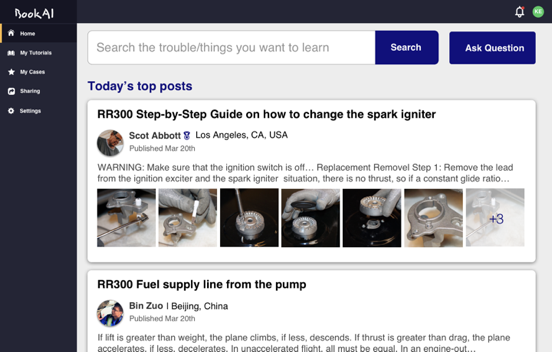 hookAI
KE
Home
My Tutorials
My Cases
Sharing
Settings
Search the trouble/things you want to learn
Search
Ask Question
Today's top posts
RR300 Step-by-Step Guide on how to change the spark igniter
Scot Abbott Los Angeles, CA, USA
Published Mar 20th
WARNING: Make sure that the ignition switch is off... Replacement Removel Step 1: Remove the lead
from the ignition exciter and the spark igniter situation, there is no thrust, so if a constant glide ratio...
+3
RR300 Fuel supply line from the pump
Bin Zuo | Beijing, China
Published Mar 20th
If lift is greater than weight, the plane climbs, if less, descends. If thrust is greater than drag, the plane
accelerates, if less, decelerates. In unaccelerated flight, all must be equal. In an engine-out...